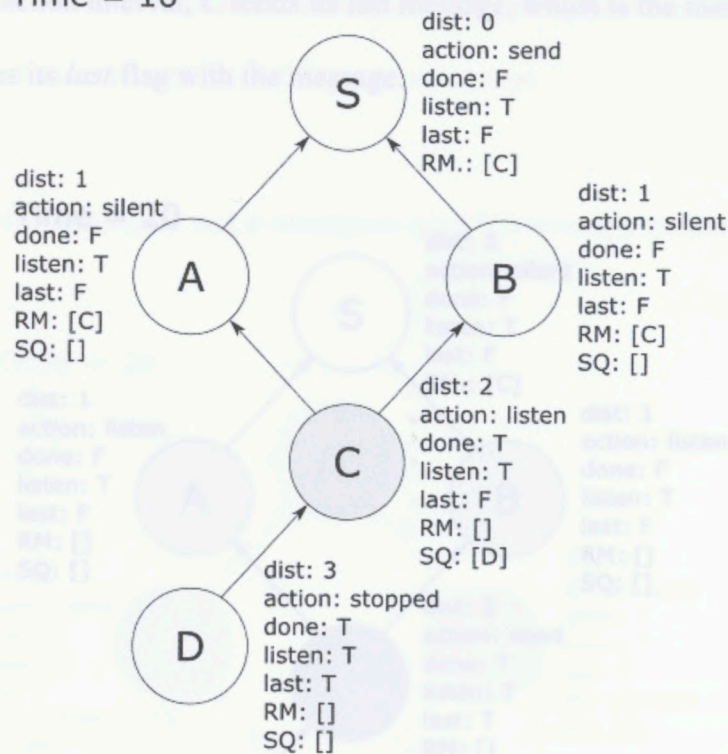 dist: 0
action: send
done: F
listen: T
last: F
RM.: [C]
S
dist: 1
action: silent
done: F
listen: T
last: F
RM: [C]
SQ: []
A
dist: 1
action: silent
done: F
listen: T
last: F
RM: [C]
SQ: []
B
dist: 2
action: listen
done: T
listen: T
last: F
RM: []
SQ: [D]
C
dist: 3
action: stopped
done: T
listen: T
last: T
RM: []
SQ: []
D